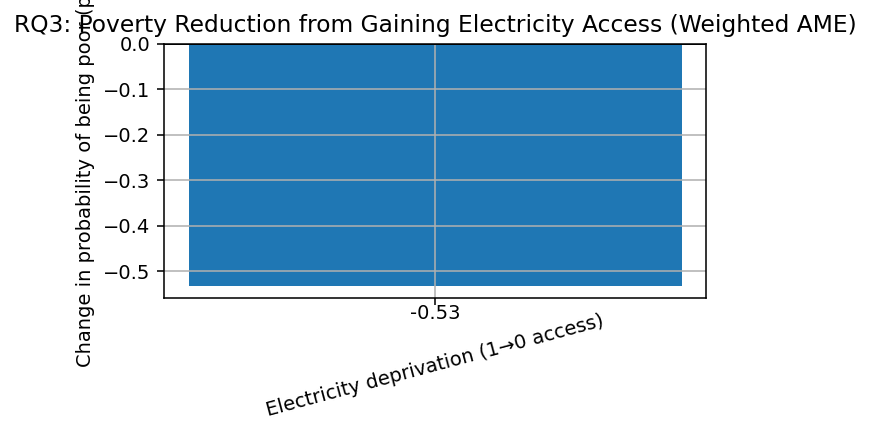 RQ3: Poverty Reduction from Gaining Electricity Access (Weighted AME)
Change in probability of being poor (p
0.0
−0.1
−0.2
−0.3
−0.4
−0.5
-0.53
Electricity deprivation (1→0 access)